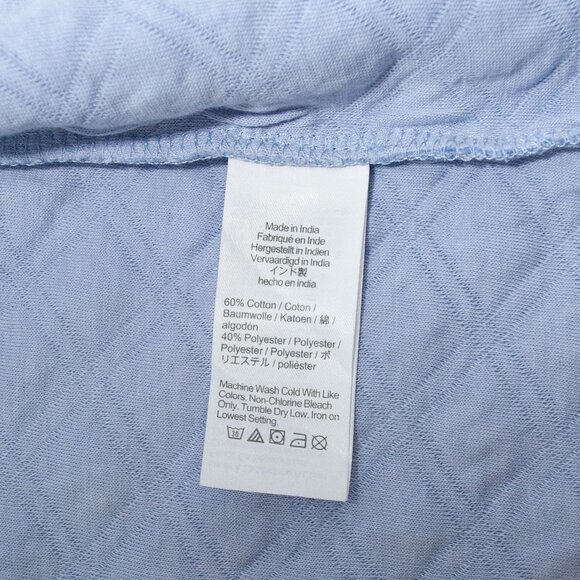 Made in India
Fabriqué en Inde
Hergestellt in Indien
Vervaardigd in India
インド製
hecho en india
60% Cotton / Coton /
Baumwolle / Katoen / 綿 /
algodón
40% Polyester / Polyester /
Polyester / Polyester / ポ
リエステル / poliéster
Machine Wash Cold With Like
Colors. Non-Chlorine Bleach
Only. Tumble Dry Low. Iron on
Lowest Setting.